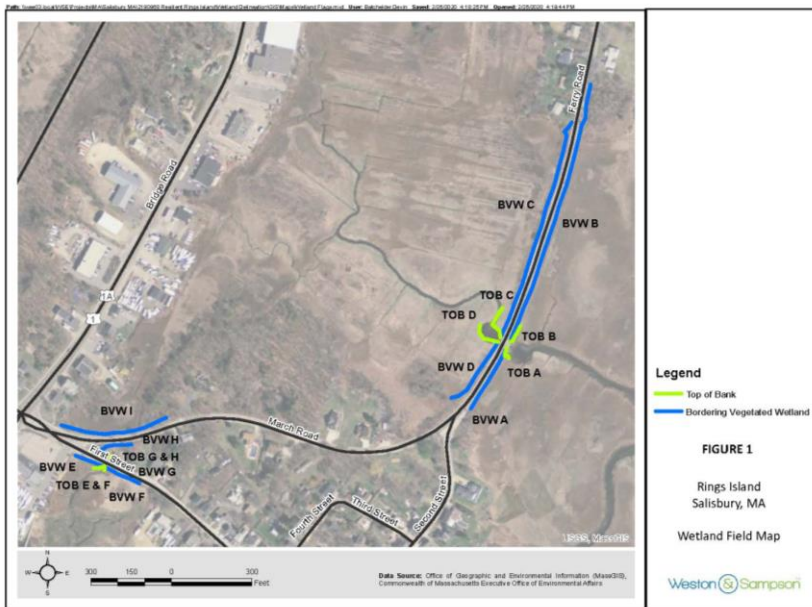 Bridge Road
1A
1
Ferry Road
BVW C
BVW B
TOB C
TOB D
TOB B
TOB A
BVW D
BVW A
BVW I
BVW H
March Road
First Street
TOB G & H
BVW E
BVW G
TOB E & F
BVW F
Fourth Street
Third Street
Second Street
USGS, MassGIS
N
W
E
S
300 150 0 300
Feet
Data Source: Office of Geographic and Environmental Information (MassGIS),
Commonwealth of Massachusetts Executive Office of Environmental Affairs
Legend
Top of Bank
Bordering Vegetated Wetland
FIGURE 1
Rings Island
Salisbury, MA
Wetland Field Map
Weston & Sampson